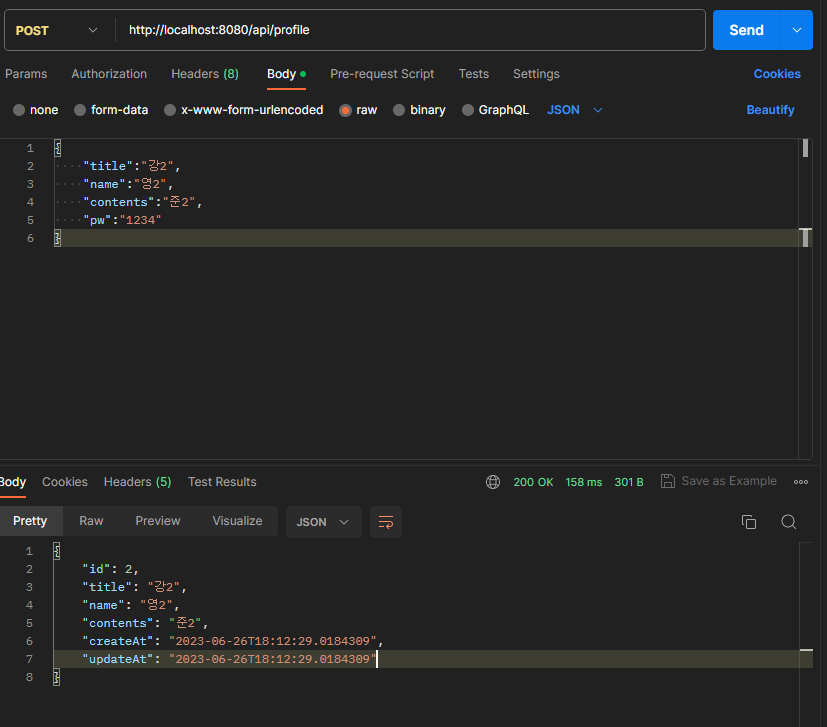 POST http://localhost:8080/api/profile Send
Params Authorization Headers (8) Body Pre-request Script Tests Settings Cookies
none form-data x-www-form-urlencoded raw binary GraphQL JSON Beautify
1 {
2 "title":"강2",
3 "name":"영2",
4 "contents":"준2",
5 "pw":"1234"
6 }
Body Cookies Headers (5) Test Results 200 OK 158 ms 301 B Save as Example
Pretty Raw Preview Visualize JSON
1 {
2 "id": 2,
3 "title": "강2",
4 "name": "영2",
5 "contents": "준2",
6 "createAt": "2023-06-26T18:12:29.0184309",
7 "updateAt": "2023-06-26T18:12:29.0184309"
8 }